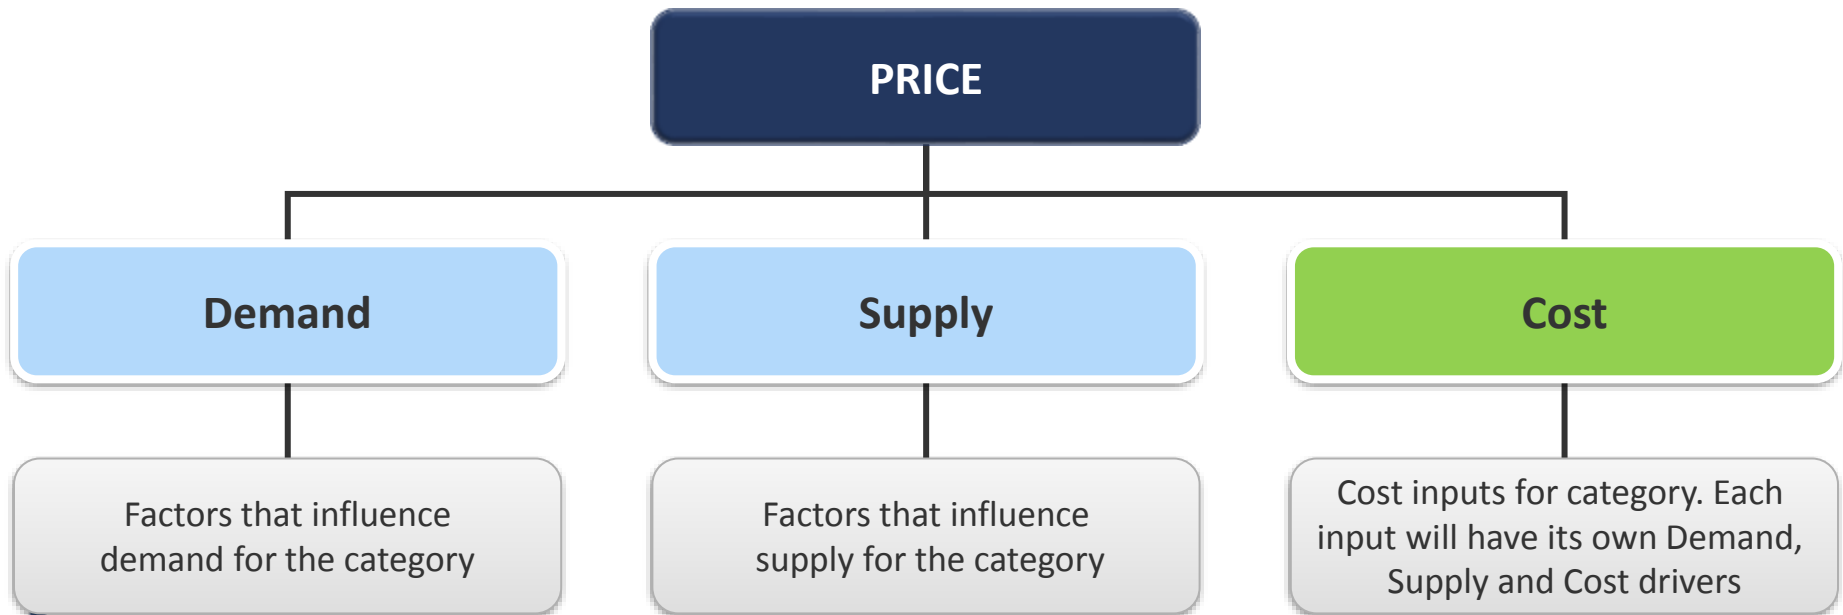 PRICE
Demand
Supply
Cost
Factors that influence
demand for the category
Factors that influence
supply for the category
Cost inputs for category. Each
input will have its own Demand,
Supply and Cost drivers